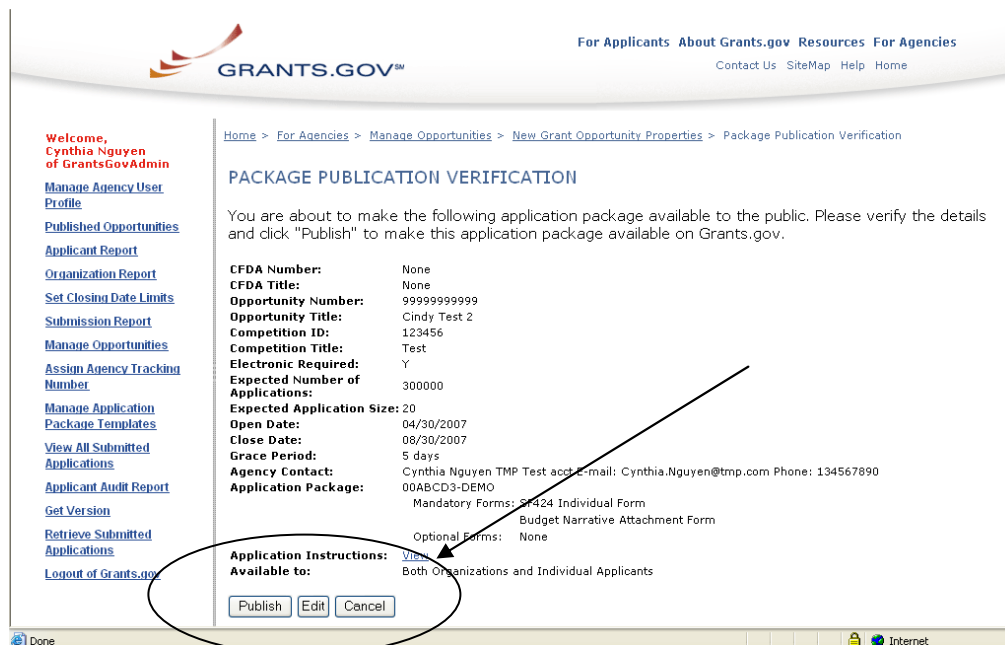 For Applicants About Grants.gov Resources For Agencies
GRANTS.GOV℠
Contact Us SiteMap Help Home
Welcome,
Cynthia Nguyen
of GrantsGovAdmin
Manage Agency User
Profile
Published Opportunities
Applicant Report
Organization Report
Set Closing Date Limits
Submission Report
Manage Opportunities
Assign Agency Tracking
Number
Manage Application
Package Templates
View All Submitted
Applications
Applicant Audit Report
Get Version
Retrieve Submitted
Applications
Logout of Grants.gov
Home > For Agencies > Manage Opportunities > New Grant Opportunity Properties > Package Publication Verification
PACKAGE PUBLICATION VERIFICATION
You are about to make the following application package available to the public. Please verify the details
and click "Publish" to make this application package available on Grants.gov.
CFDA Number: None
CFDA Title: None
Opportunity Number: 99999999999
Opportunity Title: Cindy Test 2
Competition ID: 123456
Competition Title: Test
Electronic Required: Y
Expected Number of
Applications: 300000
Expected Application Size: 20
Open Date: 04/30/2007
Close Date: 08/30/2007
Grace Period: 5 days
Agency Contact: Cynthia Nguyen TMP Test acct E-mail: Cynthia.Nguyen@tmp.com Phone: 134567890
Application Package: 00ABCD3-DEMO
Mandatory Forms: SF424 Individual Form
Budget Narrative Attachment Form
Optional Forms: None
Application Instructions: View
Available to: Both Organizations and Individual Applicants
Publish Edit Cancel
Done Internet